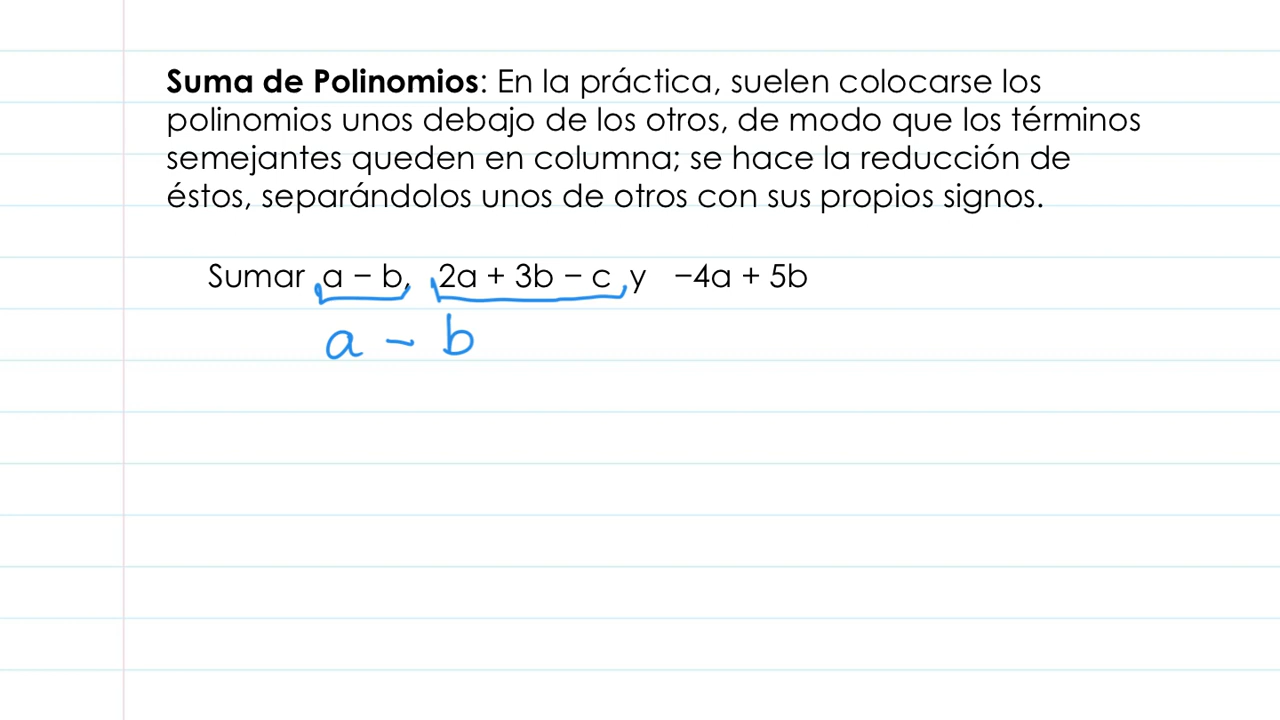 Suma de Polinomios: En la práctica, suelen colocarse los
polinomios unos debajo de los otros, de modo que los términos
semejantes queden en columna; se hace la reducción de
éstos, separándolos unos de otros con sus propios signos.
Sumar a − b, 2a + 3b − c y −4a + 5b
a − b